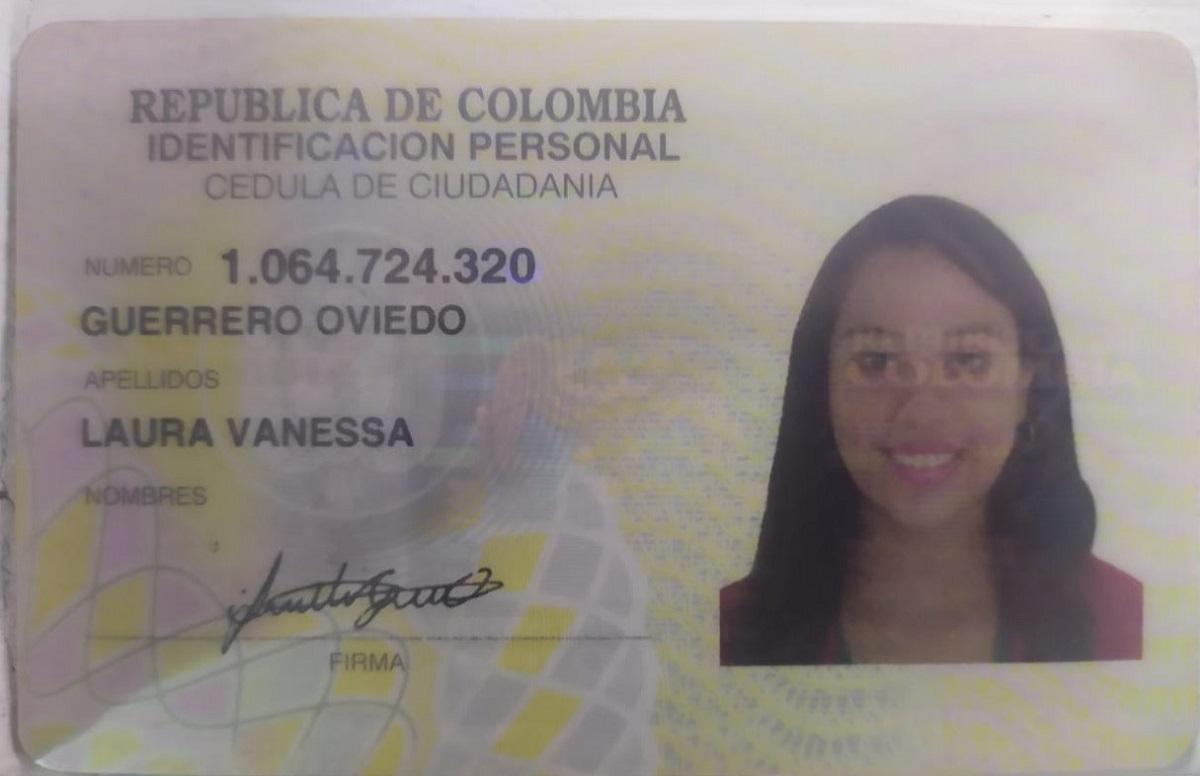 REPUBLICA DE COLOMBIA
IDENTIFICACION PERSONAL
CEDULA DE CIUDADANIA
NUMERO 1.064.724.320
GUERRERO OVIEDO
APELLIDOS
LAURA VANESSA
NOMBRES
FIRMA